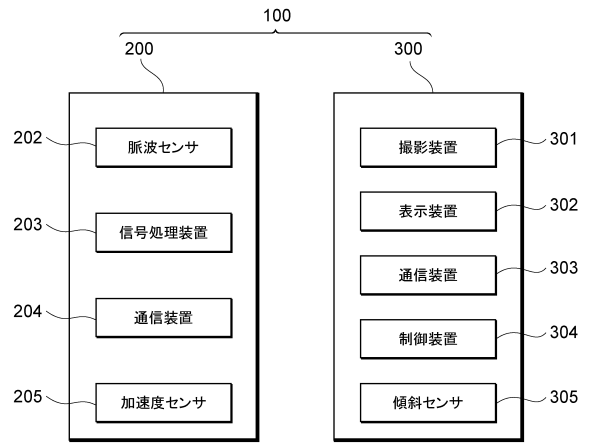 100
200
202
脈波センサ
203
信号処理装置
204
通信装置
205
加速度センサ
300
撮影装置
301
表示装置
302
通信装置
303
制御装置
304
傾斜センサ
305